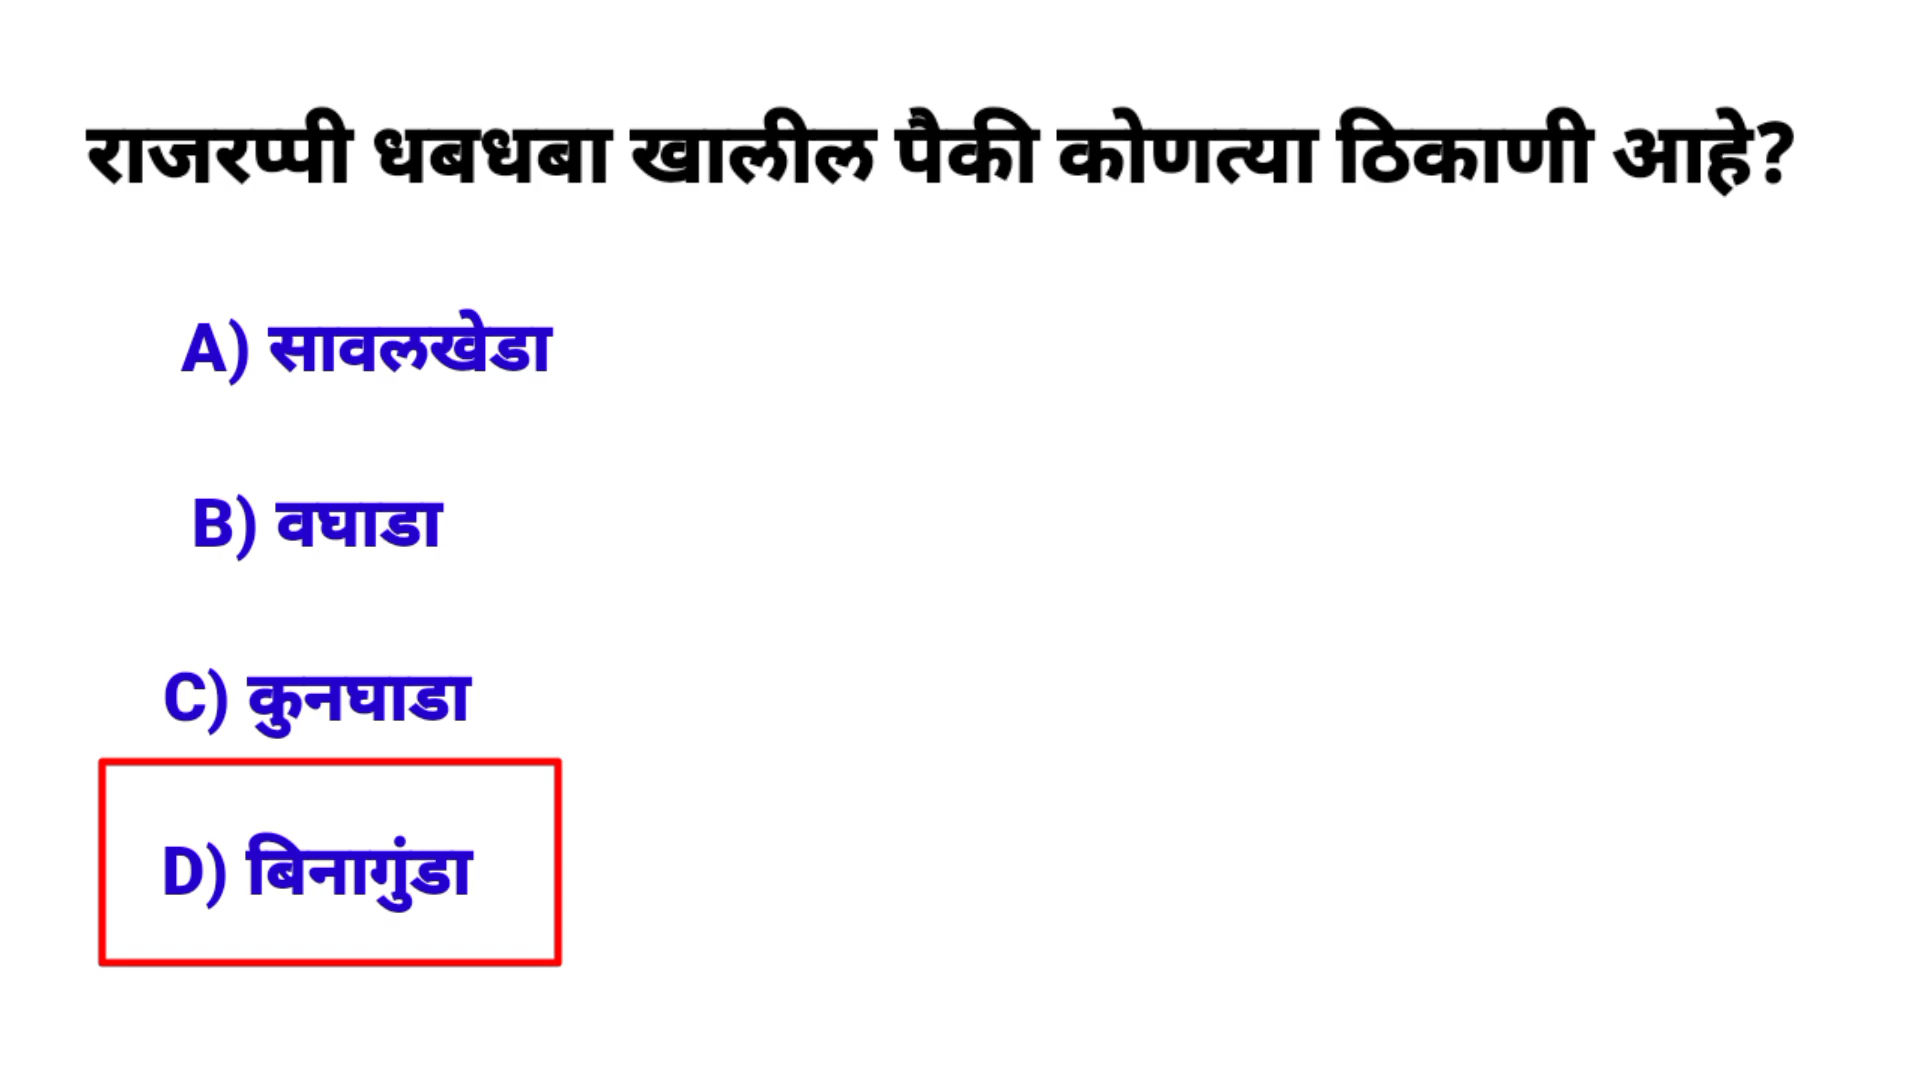 राजरप्पी धबधबा खालील पैकी कोणत्या ठिकाणी आहे?
A) सावलखेडा
B) वघाडा
C) कुनघाडा
D) बिनागुंडा